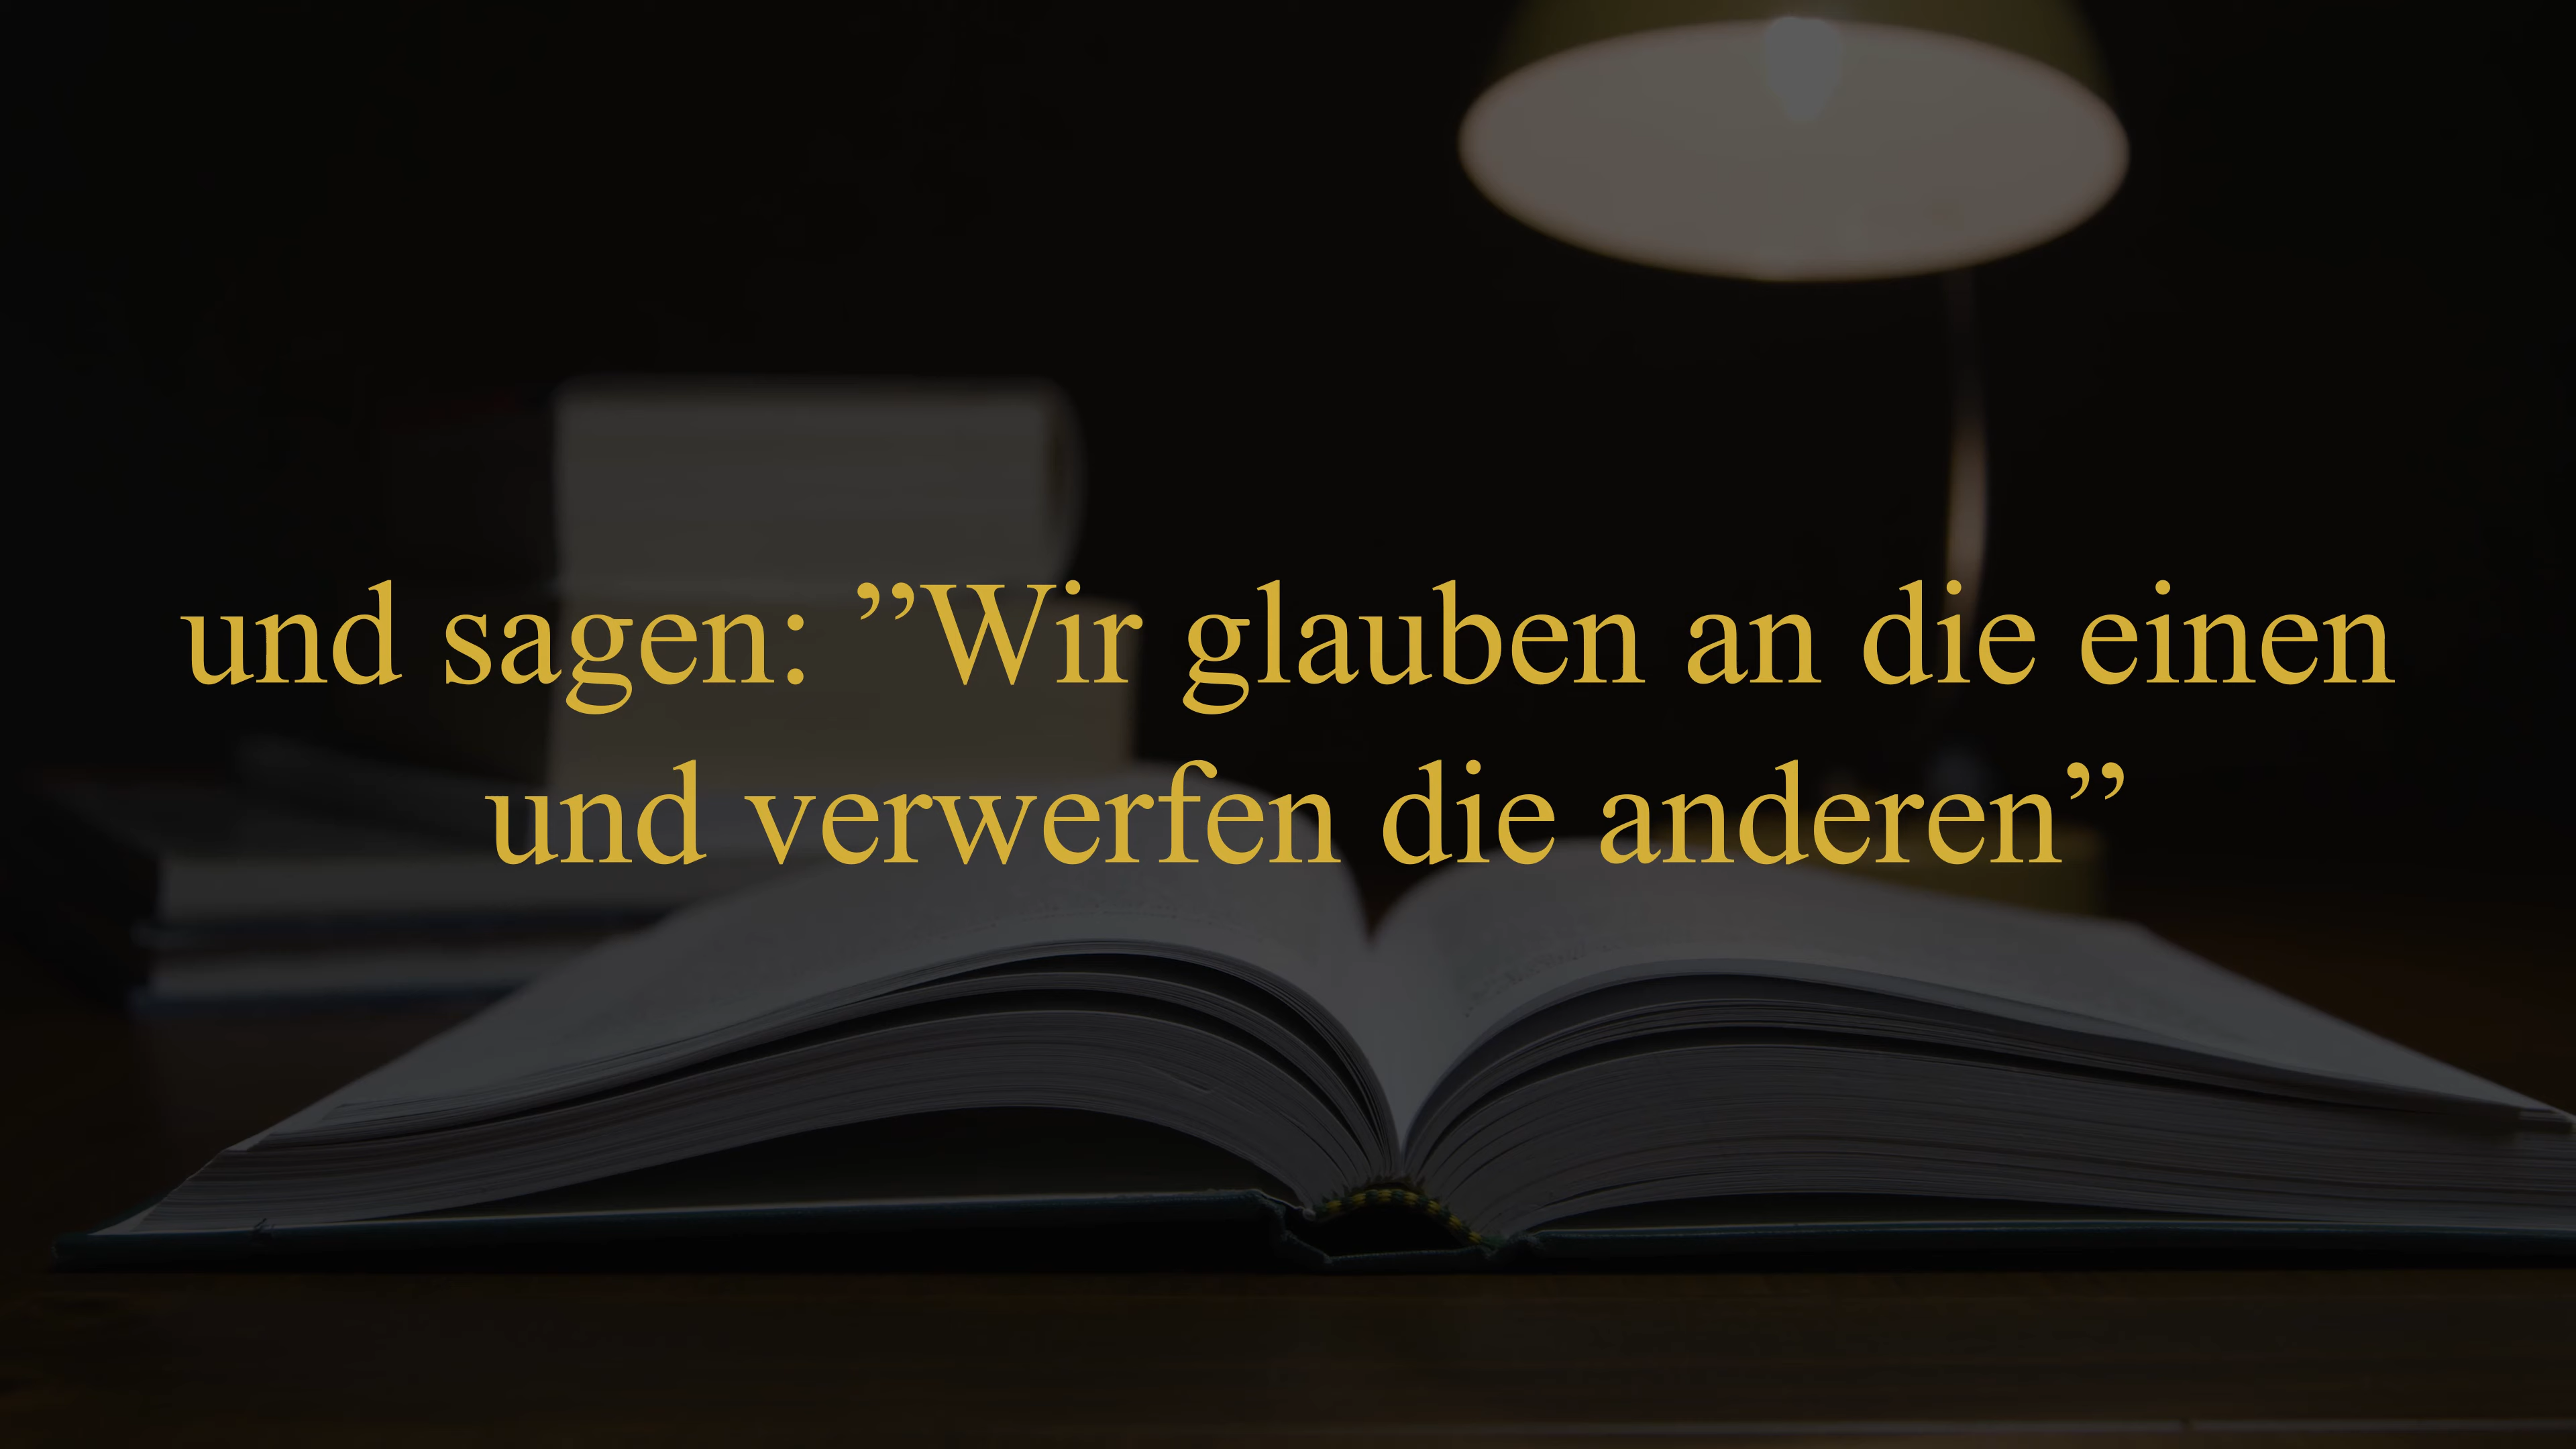 und sagen: ”Wir glauben an die einen
und verwerfen die anderen”